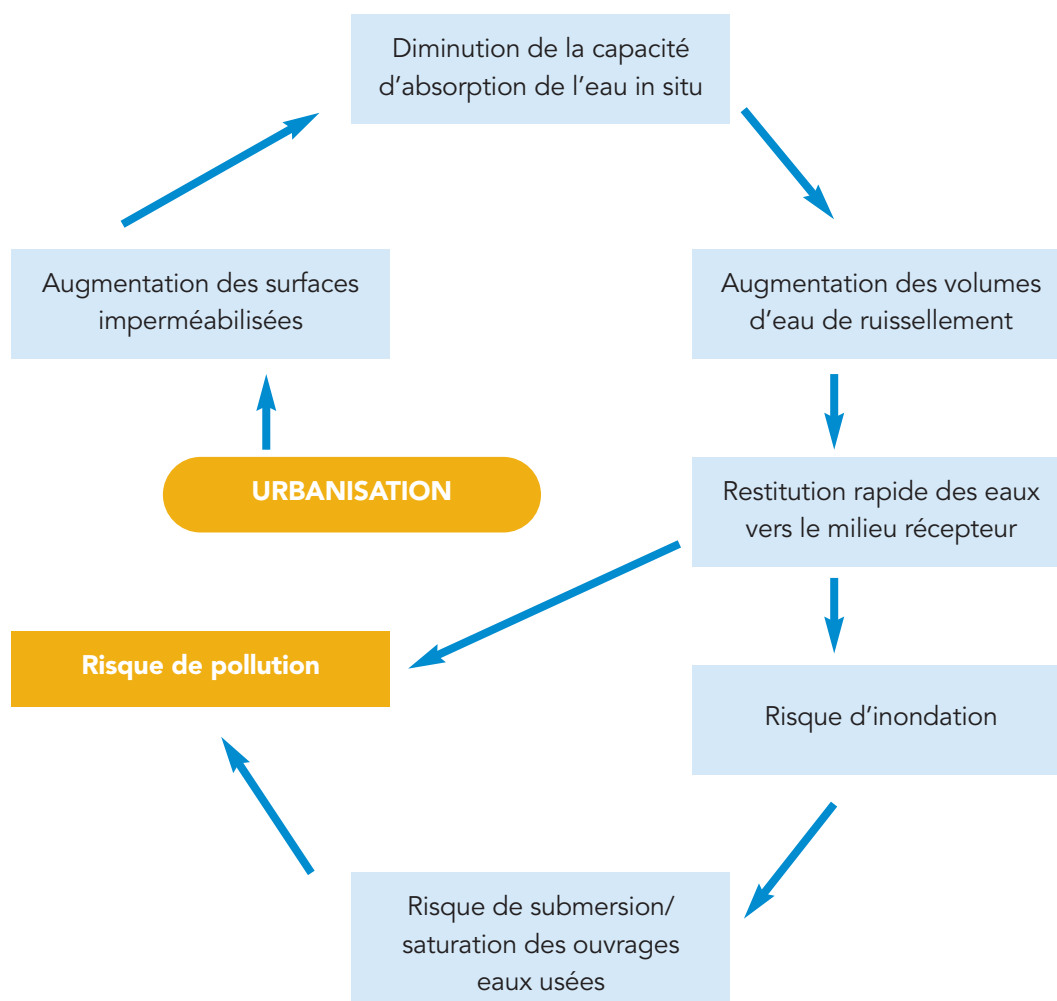 Diminution de la capacité
d’absorption de l’eau in situ
Augmentation des surfaces
imperméabilisées
Augmentation des volumes
d’eau de ruissellement
URBANISATION
Restitution rapide des eaux
vers le milieu récepteur
Risque de pollution
Risque d’inondation
Risque de submersion/
saturation des ouvrages
eaux usées